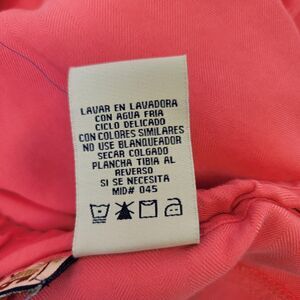 LAVAR EN LAVADORA
CON AGUA FRIA
CICLO DELICADO
CON COLORES SIMILARES
NO USE BLANQUEADOR
SECAR COLGADO
PLANCHA TIBIA AL
REVERSO
SI SE NECESITA
MID# 045